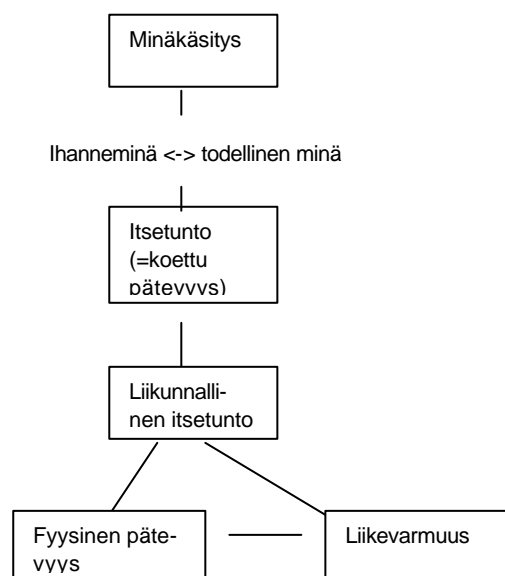 Minäkäsitys
Ihanneminä <-> todellinen minä
Itsetunto
(=koettu
pätevyys)
Liikunnalli-
nen itsetunto
Fyysinen päte-
vyys
Liikevarmuus